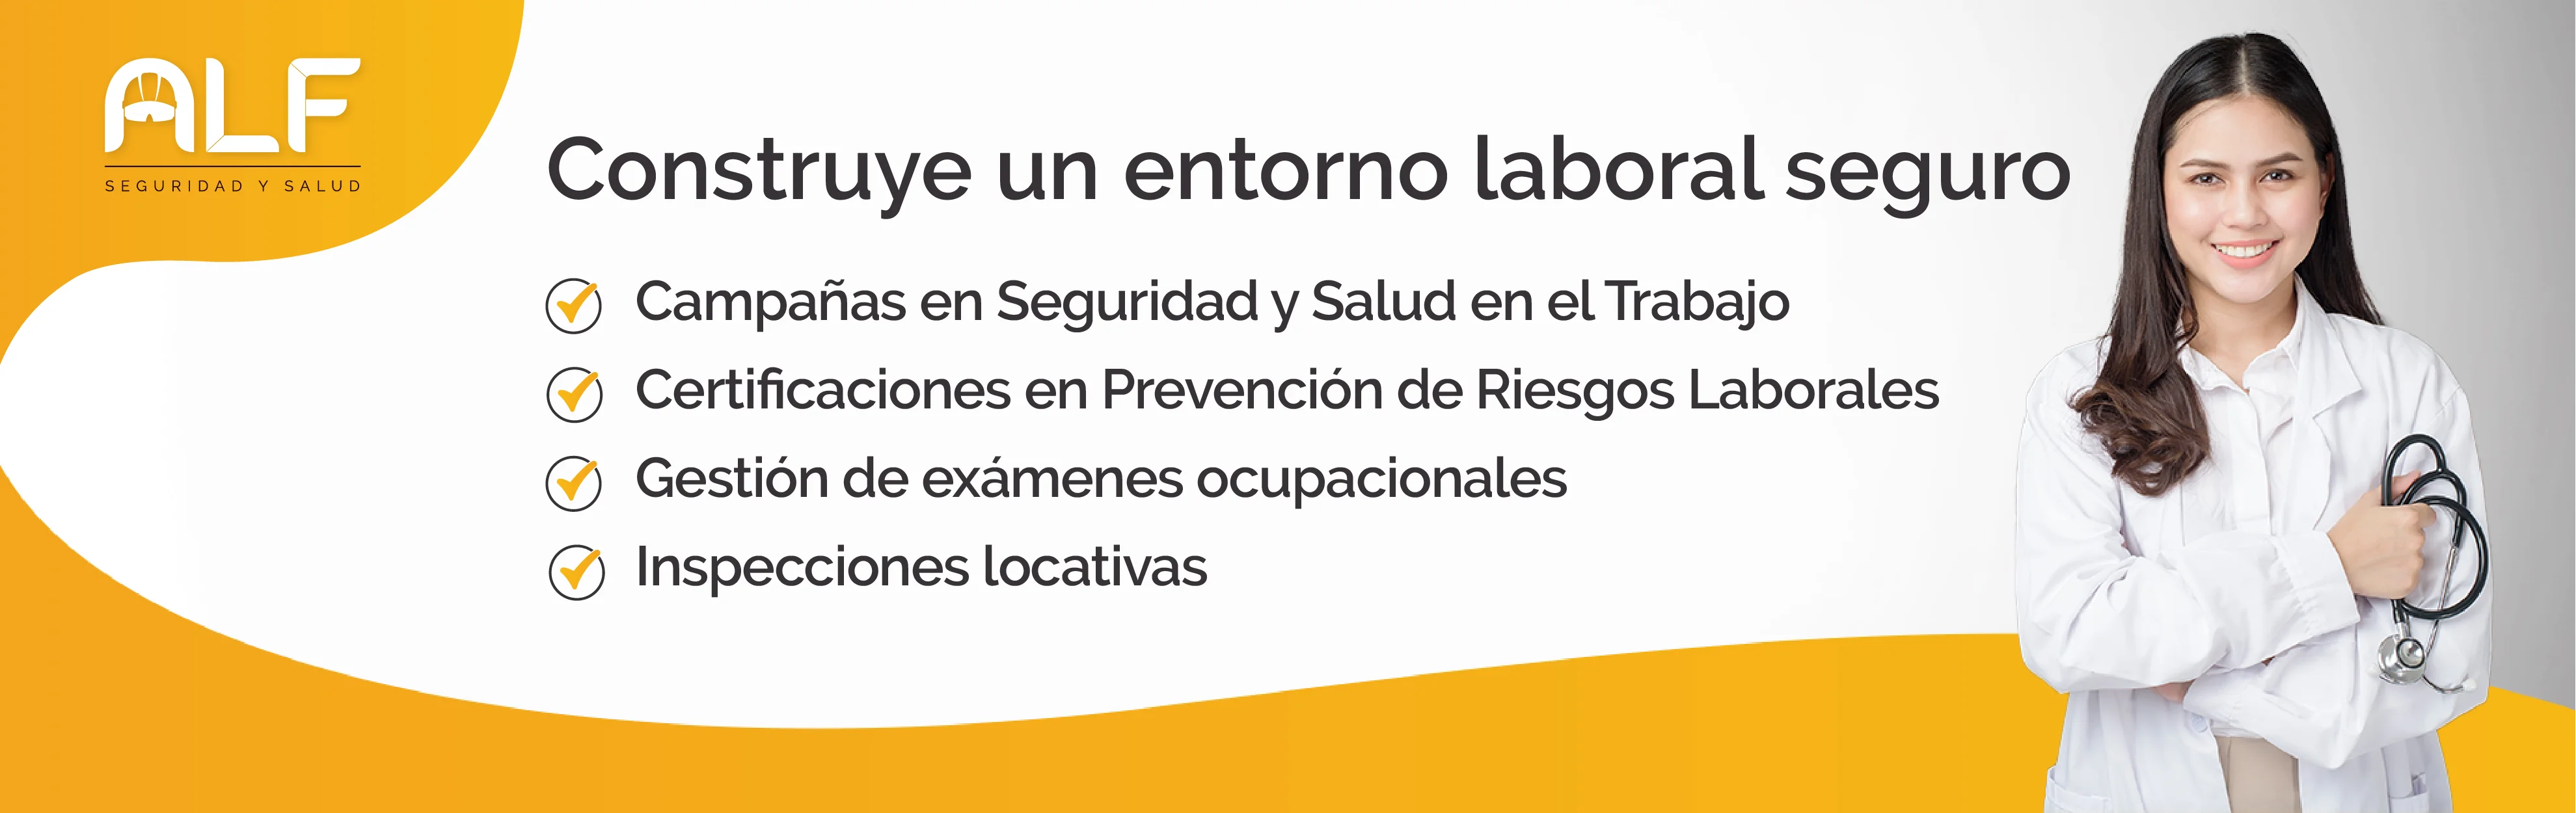 ALF
SEGURIDAD Y SALUD
Construye un entorno laboral seguro
Campañas en Seguridad y Salud en el Trabajo
Certificaciones en Prevención de Riesgos Laborales
Gestión de exámenes ocupacionales
Inspecciones locativas